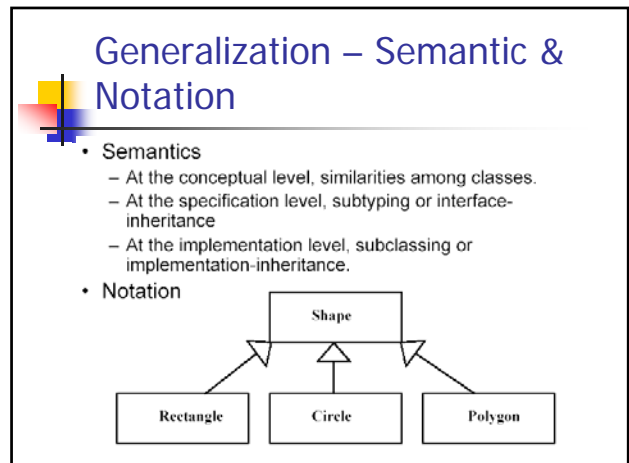 Generalization – Semantic &
Notation
• Semantics
– At the conceptual level, similarities among classes.
– At the specification level, subtyping or interface-
inheritance
– At the implementation level, subclassing or
implementation-inheritance.
• Notation
Shape
Rectangle
Circle
Polygon